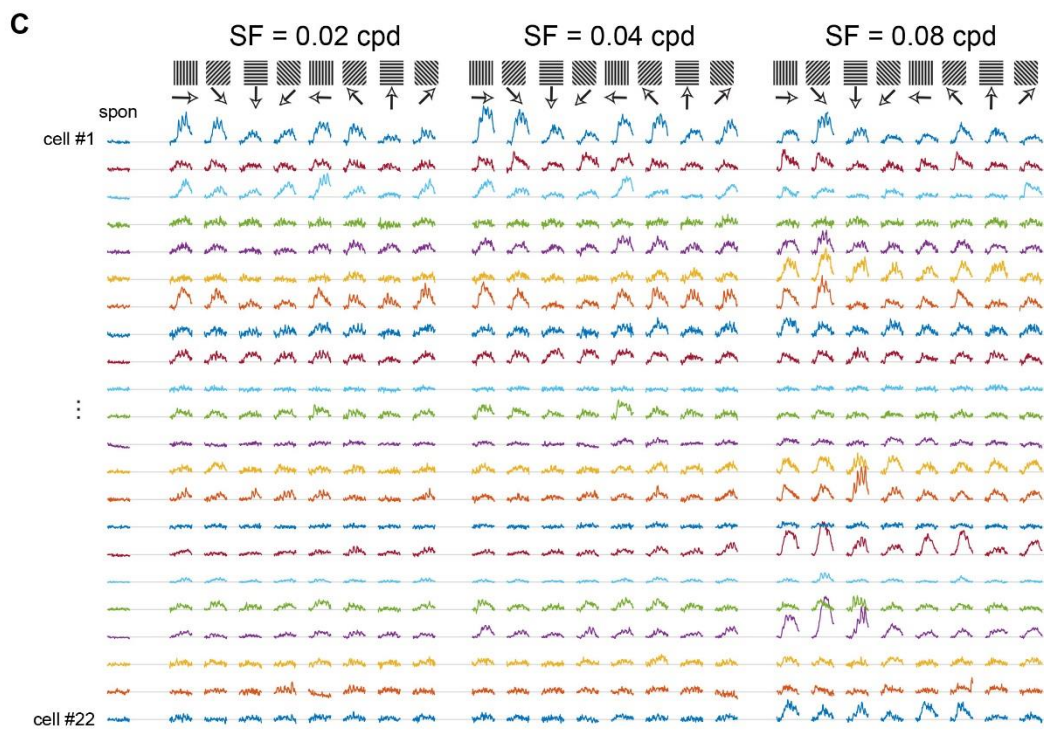 C
SF = 0.02 cpd SF = 0.04 cpd SF = 0.08 cpd
spon
cell #1
⋮
cell #22